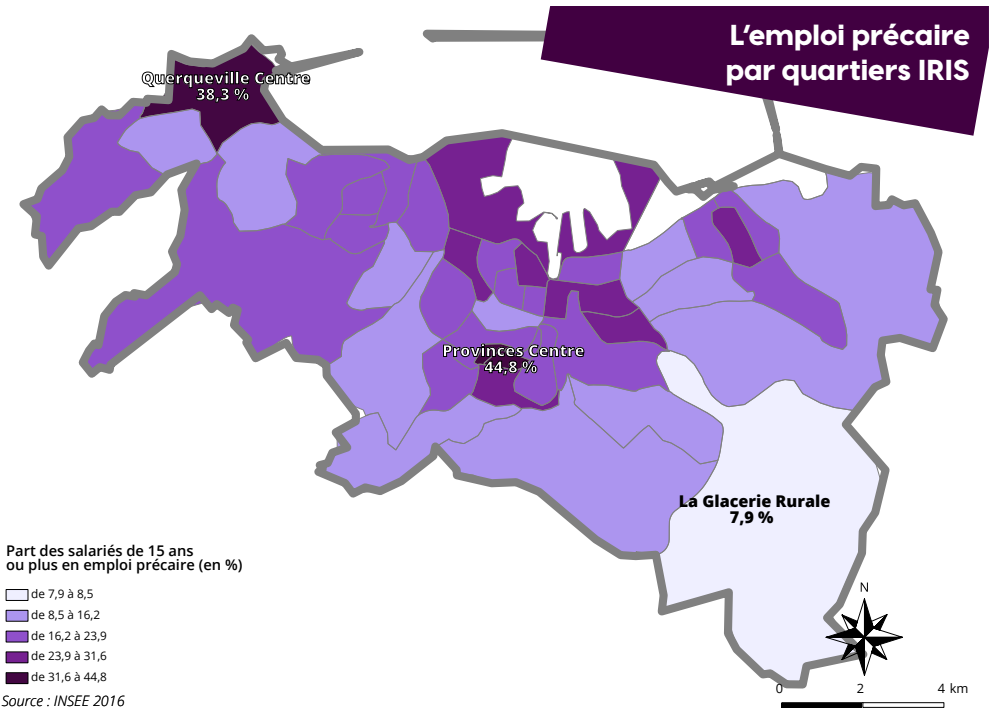 L'emploi précaire
par quartiers IRIS
Querqueville Centre
38,3 %
Provinces Centre
44,8 %
La Glacerie Rurale
7,9 %
Part des salariés de 15 ans
ou plus en emploi précaire (en %)
de 7,9 à 8,5
de 8,5 à 16,2
de 16,2 à 23,9
de 23,9 à 31,6
de 31,6 à 44,8
Source : INSEE 2016
N
0 2 4 km